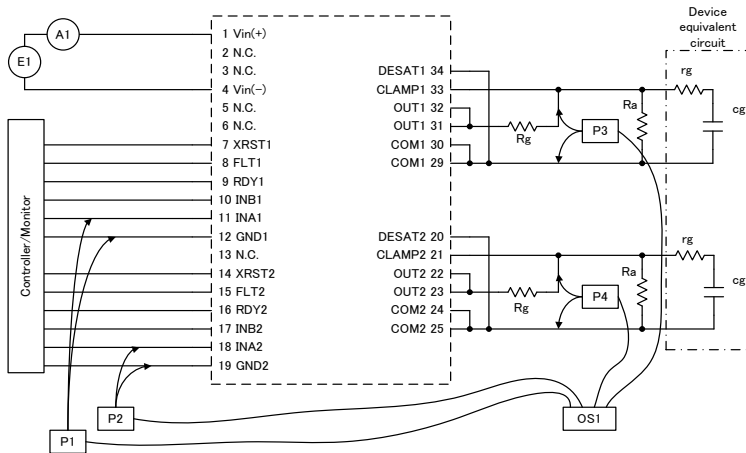 Device
equivalent
circuit
A1
E1
1 Vin(+)
2 N.C.
3 N.C.
4 Vin(−)
5 N.C.
6 N.C.
7 XRST1
8 FLT1
9 RDY1
10 INB1
11 INA1
12 GND1
13 N.C.
14 XRST2
15 FLT2
16 RDY2
17 INB2
18 INA2
19 GND2
Controller/Monitor
DESAT1 34
CLAMP1 33
OUT1 32
OUT1 31
COM1 30
COM1 29
DESAT2 20
CLAMP2 21
OUT2 22
OUT2 23
COM2 24
COM2 25
Rg
P3
Ra
rg
cg
Rg
P4
Ra
rg
cg
P1
P2
OS1